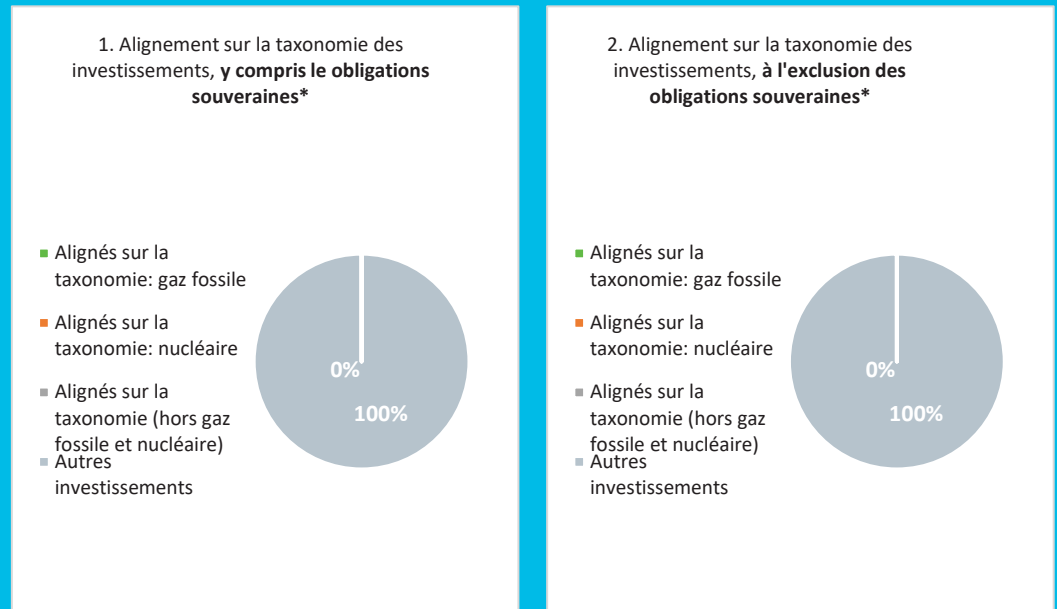 1. Alignement sur la taxonomie des
investissements, y compris le obligations
souveraines*
Alignés sur la
taxonomie: gaz fossile
Alignés sur la
taxonomie: nucléaire
Alignés sur la
taxonomie (hors gaz
fossile et nucléaire)
Autres
investissements
0%
100%
2. Alignement sur la taxonomie des
investissements, à l'exclusion des
obligations souveraines*
Alignés sur la
taxonomie: gaz fossile
Alignés sur la
taxonomie: nucléaire
Alignés sur la
taxonomie (hors gaz
fossile et nucléaire)
Autres
investissements
0%
100%